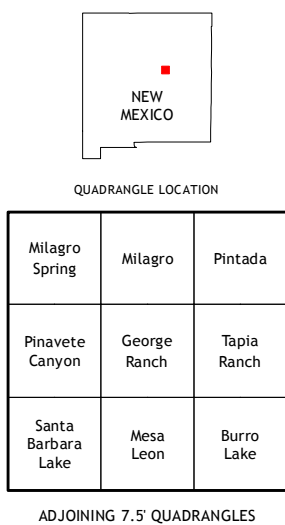 NEW
MEXICO
QUADRANGLE LOCATION
Milagro
Spring
Milagro
Pintada
Pinavete
Canyon
George
Ranch
Tapia
Ranch
Santa
Barbara
Lake
Mesa
Leon
Burro
Lake
ADJOINING 7.5' QUADRANGLES